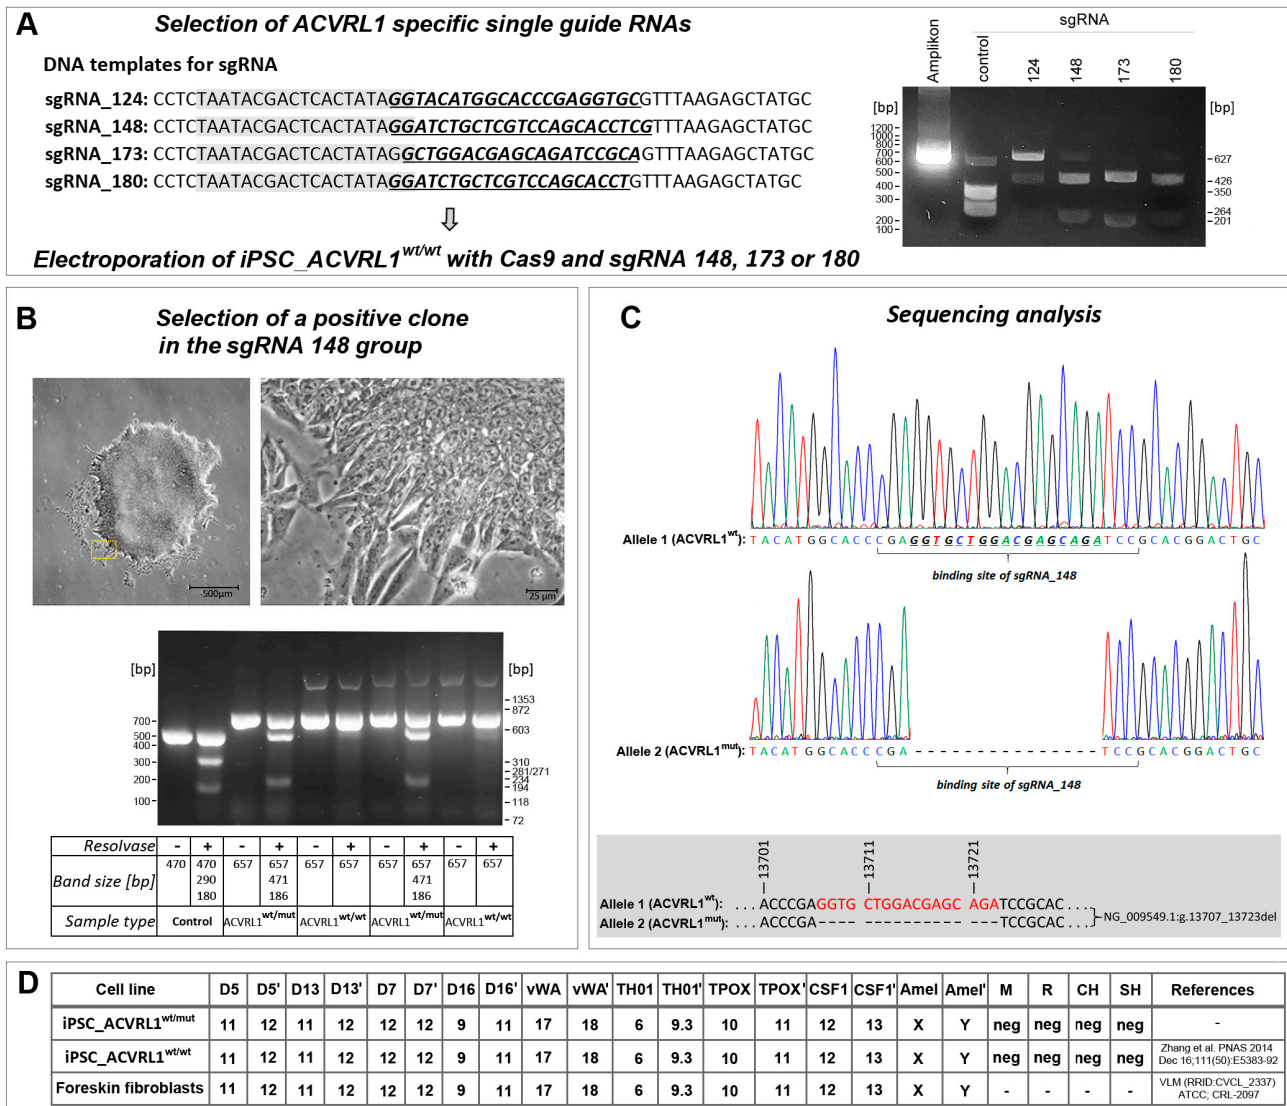 A
Selection of ACVRL1 specific single guide RNAs
DNA templates for sgRNA
sgRNA_124: CCTCTAATACGACTCACTATAGGTACATGGCACCCGAGGTGCGTTTAAGAGCTATGC
sgRNA_148: CCTCTAATACGACTCACTATAGGATCTGCTCGTCCAGCACCTCGTTTAAGAGCTATGC
sgRNA_173: CCTCTAATACGACTCACTATAGGCTGGACGAGCAGATCCGCAGTTTAAGAGCTATGC
sgRNA_180: CCTCTAATACGACTCACTATAGGATCTGCTCGTCCAGCACCTGTTTAAGAGCTATGC
Electroporation of iPSC_ACVRL1wt/wt with Cas9 and sgRNA 148, 173 or 180
sgRNA
Amplikon control 124 148 173 180
[bp] [bp]
1200
1000
800
700
600
500
400
300
200
100
627
426
350
264
201
B
Selection of a positive clone
in the sgRNA 148 group
500µm
25 µm
[bp] [bp]
700
500
400
300
200
100
1353
872
603
310
281/271
234
194
118
72
Resolvase - + - + - + - + - +
Band size [bp] 470 470 657 657 657 657 657 657 657 657
290 471 471
180 186 186
Sample type Control ACVRL1wt/mut ACVRL1wt/wt ACVRL1wt/mut ACVRL1wt/wt
C
Sequencing analysis
Allele 1 (ACVRL1wt): TACATGGCACCCGAGGTGCTGGACGAGCAGATCCGCACGGACTGC
binding site of sgRNA_148
Allele 2 (ACVRL1mut): TACATGGCACCCGA - - - - - - - - - - - - - - - - - TCCGCACGGACTGC
binding site of sgRNA_148
13701 13711 13721
Allele 1 (ACVRL1wt): ... ACCCGAGGTG CTGGACGAGC AGATCCGCAC ...
Allele 2 (ACVRL1mut): ... ACCCGA---- ---------- ---TCCGCAC ...
NG_009549.1:g.13707_13723del
D
Cell line D5 D5' D13 D13' D7 D7' D16 D16' vWA vWA' TH01 TH01' TPOX TPOX' CSF1 CSF1' Amel Amel' M R CH SH References
iPSC_ACVRL1wt/mut 11 12 11 12 12 12 9 11 17 18 6 9.3 10 11 12 13 X Y neg neg neg neg -
iPSC_ACVRL1wt/wt 11 12 11 12 12 12 9 11 17 18 6 9.3 10 11 12 13 X Y neg neg neg neg Zhang et al. PNAS 2014
Dec 16;111(50):E5383-92
Foreskin fibroblasts 11 12 11 12 12 12 9 11 17 18 6 9.3 10 11 12 13 X Y - - - - VLM (RRID:CVCL_2337)
ATCC; CRL-2097